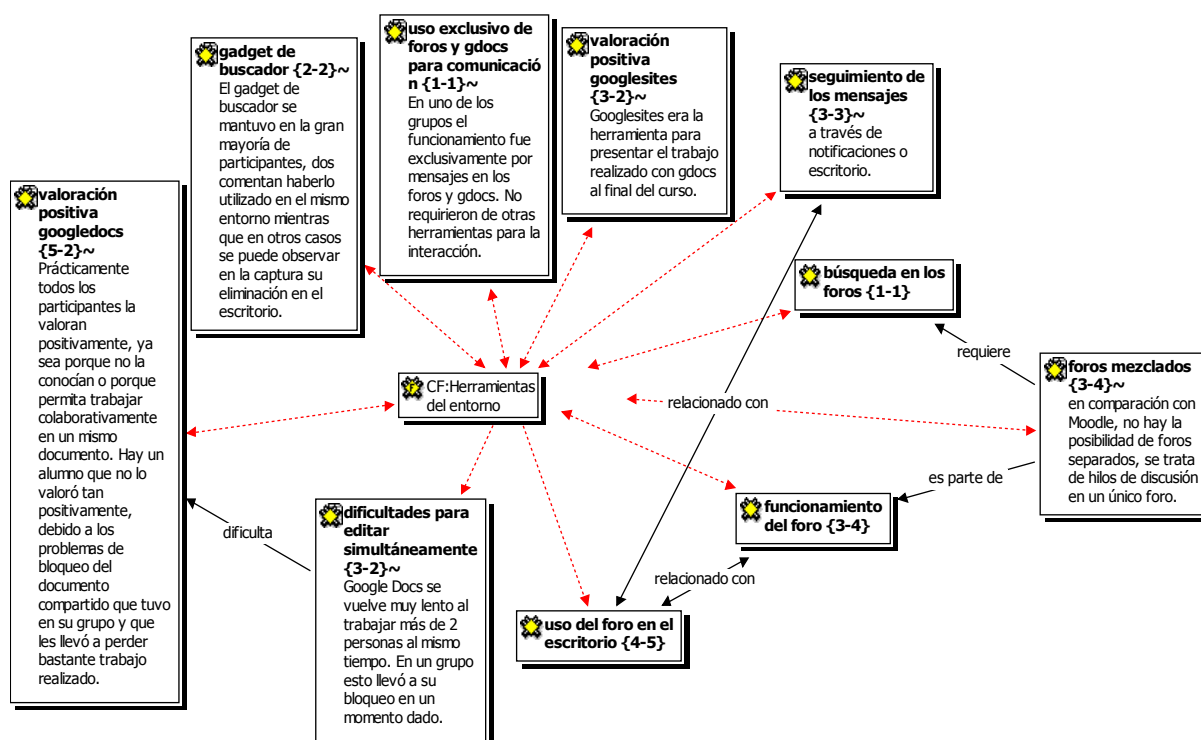 gadget de
buscador {2-2}~
El gadget de
buscador se
mantuvo en la gran
mayoría de
participantes, dos
comentan haberlo
utilizado en el mismo
entorno mientras
que en otros casos
se puede observar
en la captura su
eliminación en el
escritorio.
uso exclusivo de
foros y gdocs
para comunicació
n {1-1}~
En uno de los
grupos el
funcionamiento fue
exclusivamente por
mensajes en los
foros y gdocs. No
requirieron de otras
herramientas para la
interacción.
valoración
positiva
googlesites
{3-2}~
Googlesites era la
herramienta para
presentar el trabajo
realizado con gdocs
al final del curso.
seguimiento de
los mensajes
{3-3}~
a través de
notificaciones o
escritorio.
valoración
positiva
googledocs
{5-2}~
Prácticamente
todos los
participantes la
valoran
positivamente, ya
sea porque no la
conocían o porque
permita trabajar
colaborativamente
en un mismo
documento. Hay un
alumno que no lo
valoró tan
positivamente,
debido a los
problemas de
bloqueo del
documento
compartido que tuvo
en su grupo y que
les llevó a perder
bastante trabajo
realizado.
búsqueda en los
foros {1-1}
requiere
foros mezclados
{3-4}~
en comparación con
Moodle, no hay la
posibilidad de foros
separados, se trata
de hilos de discusión
en un único foro.
CF:Herramientas
del entorno
relacionado con
es parte de
funcionamiento
del foro {3-4}
dificulta
dificultades para
editar
simultáneamente
{3-2}~
Google Docs se
vuelve muy lento al
trabajar más de 2
personas al mismo
tiempo. En un grupo
esto llevó a su
bloqueo en un
momento dado.
relacionado con
uso del foro en el
escritorio {4-5}